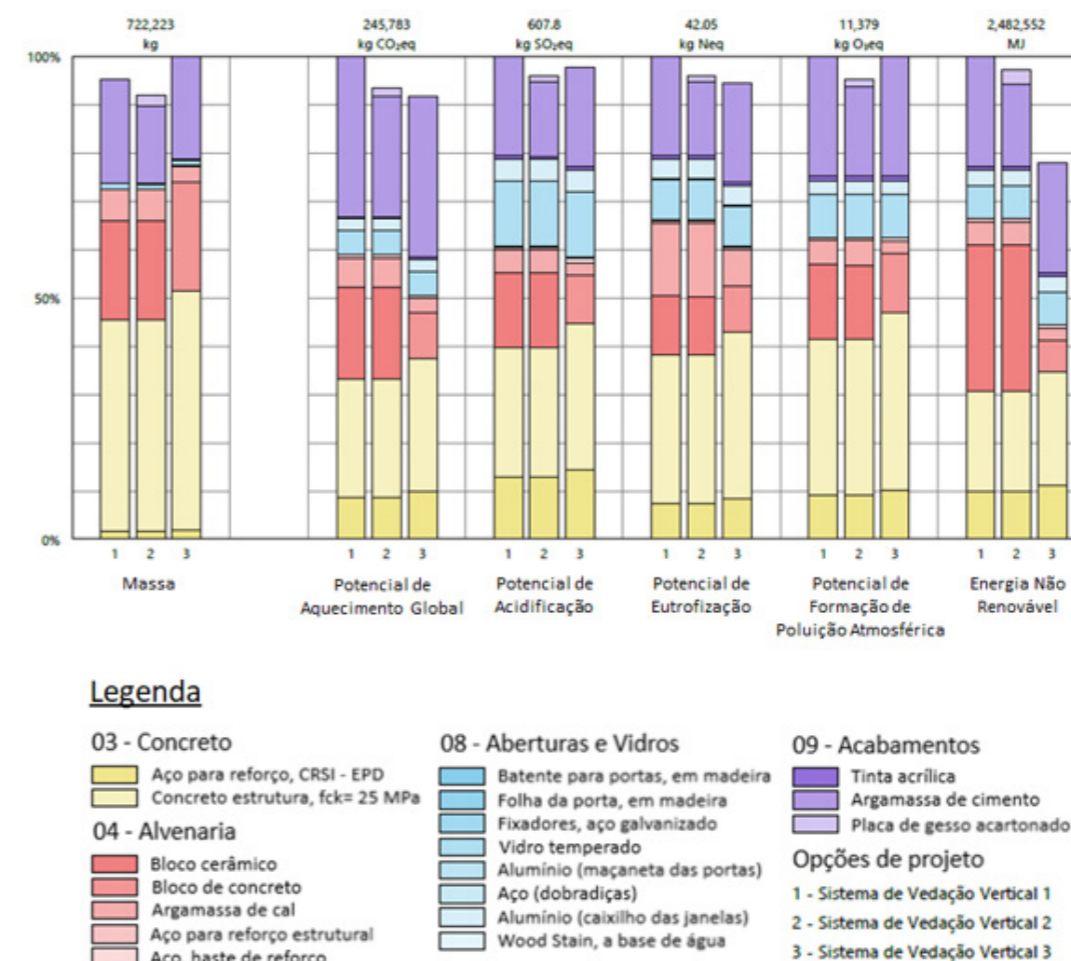 722,223
kg
245,783
kg CO₂eq
607.8
kg SO₂eq
42.05
kg Neq
11,379
kg O₃eq
2,482,552
MJ
100%
50%
0%
1 2 3
1 2 3
1 2 3
1 2 3
1 2 3
1 2 3
Massa
Potencial de
Aquecimento Global
Potencial de
Acidificação
Potencial de
Eutrofização
Potencial de
Formação de
Poluição Atmosférica
Energia Não
Renovável
Legenda
03 - Concreto
Aço para reforço, CRSI - EPD
Concreto estrutura, fck= 25 MPa
04 - Alvenaria
Bloco cerâmico
Bloco de concreto
Argamassa de cal
Aço para reforço estrutural
Aço, haste de reforço
08 - Aberturas e Vidros
Batente para portas, em madeira
Folha da porta, em madeira
Fixadores, aço galvanizado
Vidro temperado
Alumínio (maçaneta das portas)
Aço (dobradiças)
Alumínio (caixilho das janelas)
Wood Stain, a base de água
09 - Acabamentos
Tinta acrílica
Argamassa de cimento
Placa de gesso acartonado
Opções de projeto
1 - Sistema de Vedação Vertical 1
2 - Sistema de Vedação Vertical 2
3 - Sistema de Vedação Vertical 3